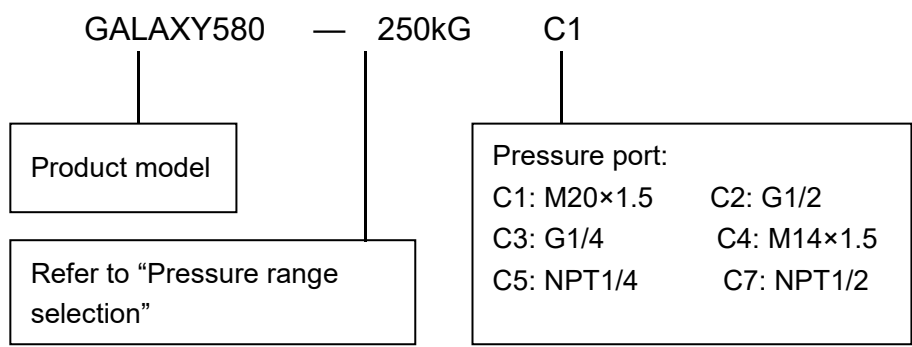 GALAXY580 — 250kG C1
Product model
Refer to “Pressure range
selection”
Pressure port:
C1: M20×1.5 C2: G1/2
C3: G1/4 C4: M14×1.5
C5: NPT1/4 C7: NPT1/2